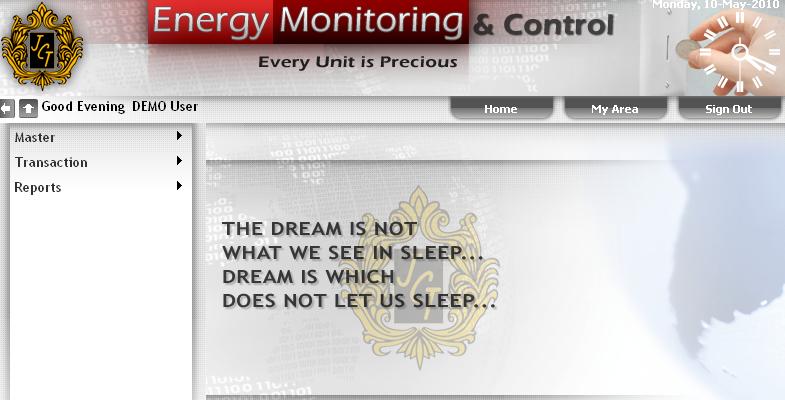 Monday, 10-May-2010
Energy Monitoring & Control
Every Unit is Precious
JGT
Good Evening DEMO User
Home
My Area
Sign Out
Master
Transaction
Reports
THE DREAM IS NOT
WHAT WE SEE IN SLEEP...
DREAM IS WHICH
DOES NOT LET US SLEEP...
JGT